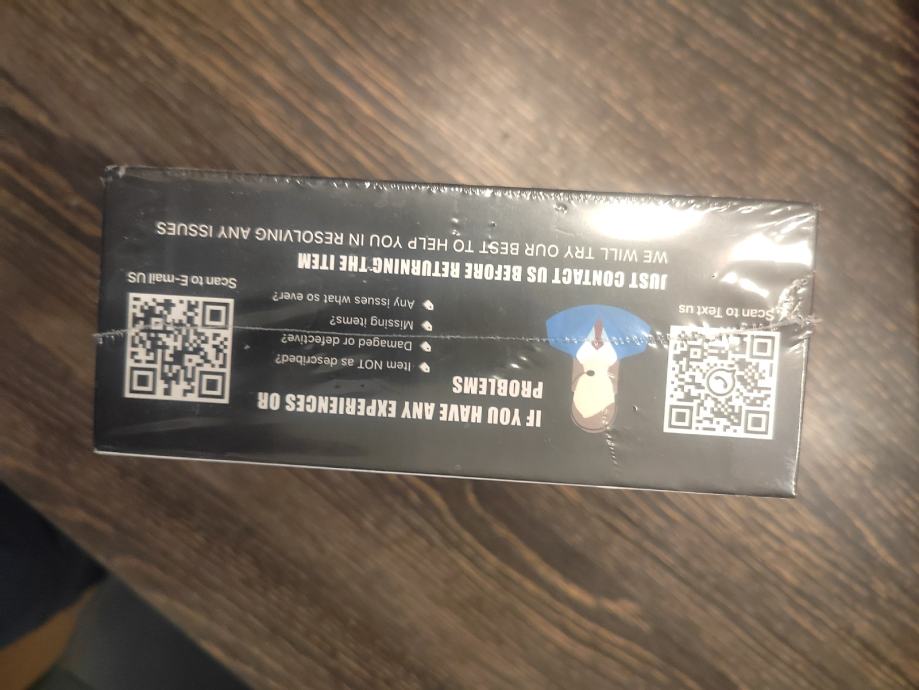 IF YOU HAVE ANY EXPERIENCES OR
PROBLEMS
Item NOT as described?
Damaged or defective?
Missing items?
Any issues what so ever?
JUST CONTACT US BEFORE RETURNING THE ITEM
WE WILL TRY OUR BEST TO HELP YOU IN RESOLVING ANY ISSUES
Scan to Text us
Scan to E-mail US